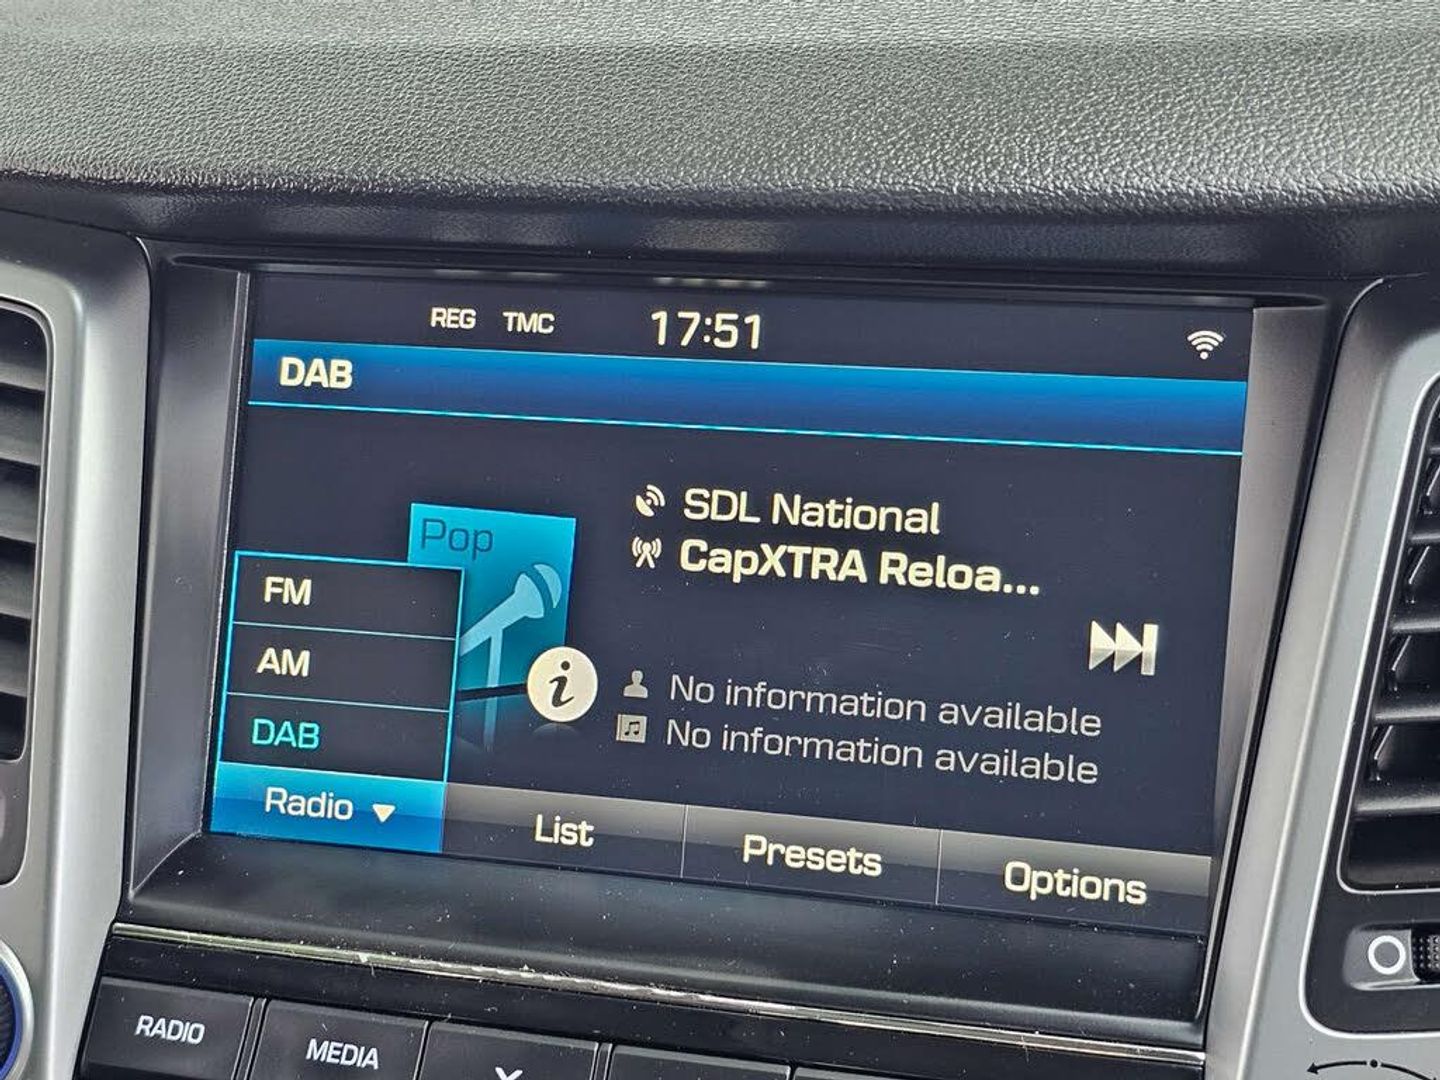 REG TMC 17:51
DAB
SDL National
Pop
CapXTRA Reloa...
FM
AM
DAB
i
No information available
No information available
Radio
List
Presets
Options
RADIO
MEDIA